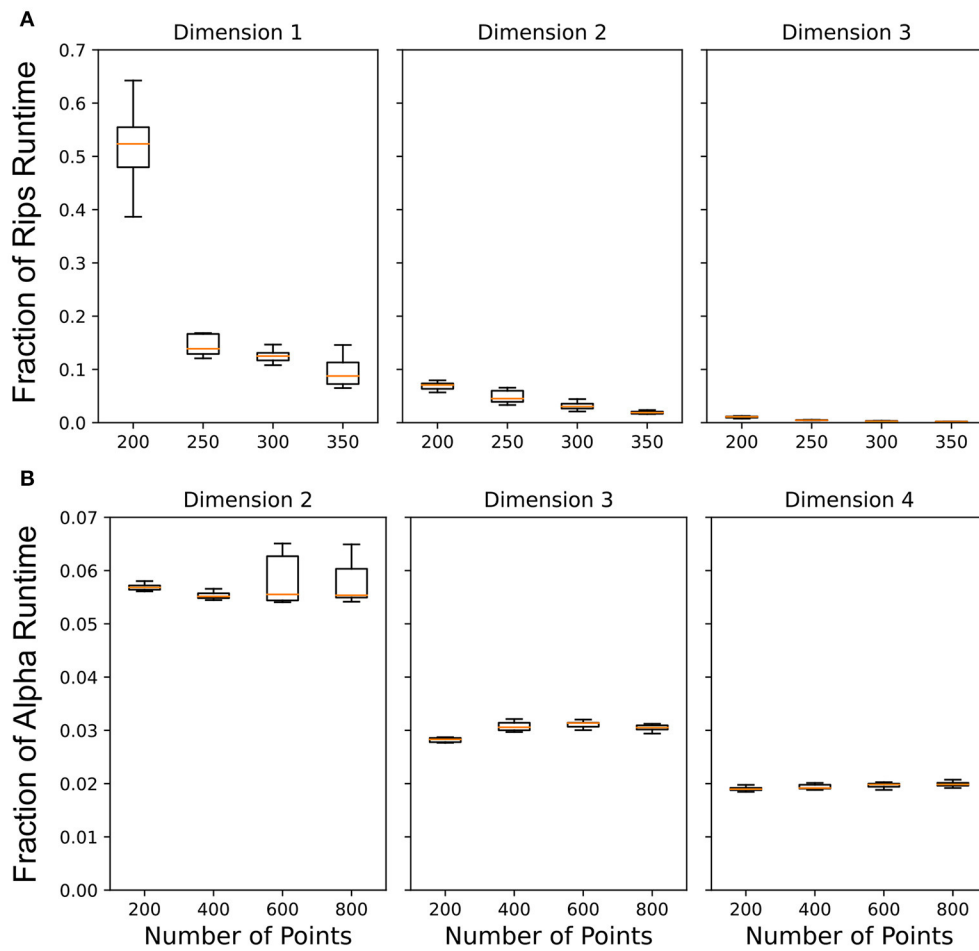 A
Dimension 1 Dimension 2 Dimension 3
Fraction of Rips Runtime
0.7
0.6
0.5
0.4
0.3
0.2
0.1
0.0
200 250 300 350 200 250 300 350 200 250 300 350
B
Dimension 2 Dimension 3 Dimension 4
Fraction of Alpha Runtime
0.07
0.06
0.05
0.04
0.03
0.02
0.01
0.00
200 400 600 800 200 400 600 800 200 400 600 800
Number of Points Number of Points Number of Points